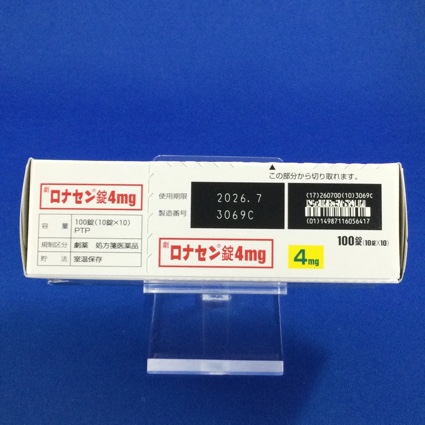 劇 ロナセン®錠4mg
容量 100錠(10錠×10)
PTP
規制区分 劇薬 処方箋医薬品
貯法 室温保存
▲
この部分から切り取れます。
使用期限 2026.7
製造番号 3069C
(17)260700(10)3069C
(01)14987116056417
劇 ロナセン®錠4mg
4mg
100錠(10錠×10)